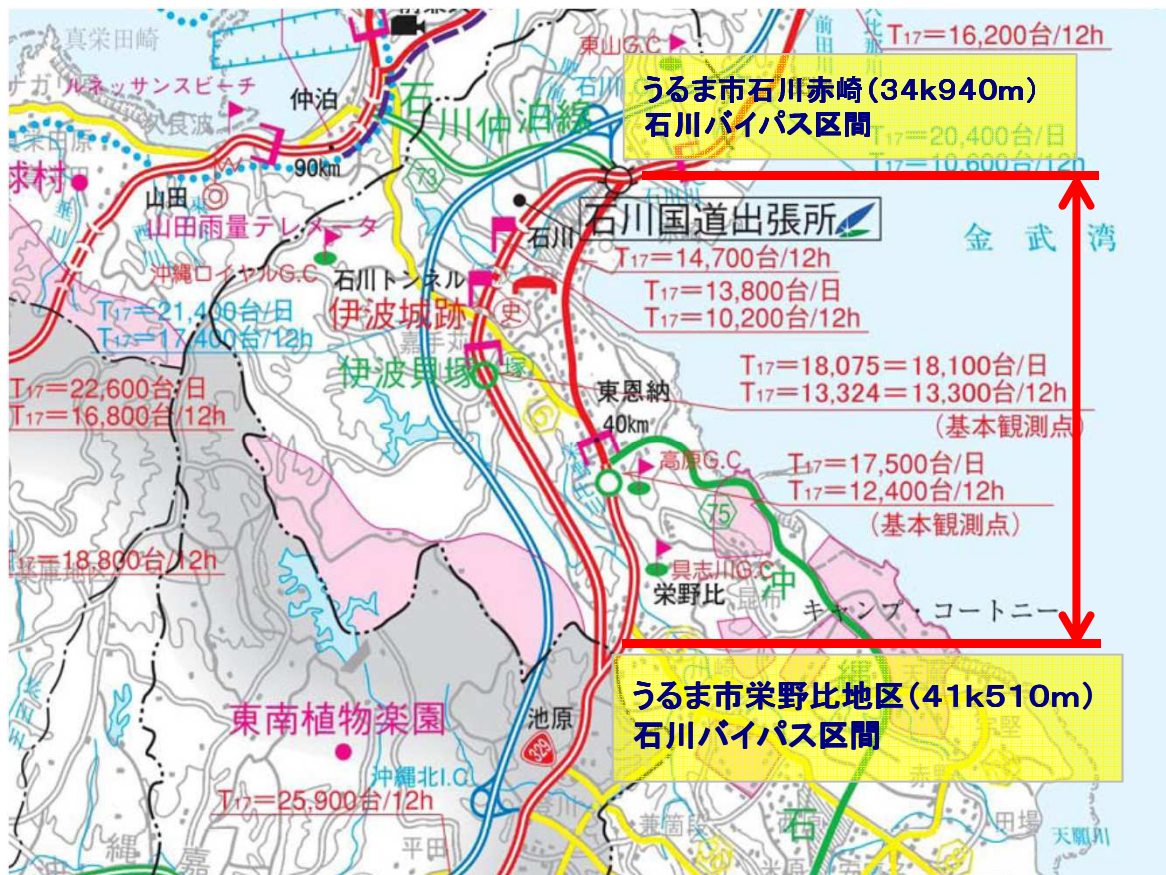 真栄田崎
ルネッサンスビーチ
仲泊
石川仲泊線
東山G.C
前田川
T₁₇=16,200台/12h
うるま市石川赤崎(34k940m)
石川バイパス区間
T₁₇=20,400台/日
T₁₇=10,600台/12h
久良波
90km
73
球村
山田
山田雨量テレメータ
沖縄ロイヤルG.C
石川
石川国道出張所
金武湾
T₁₇=14,700台/12h
石川トンネル
T₁₇=13,800台/日
T₁₇=10,200台/12h
T₁₇=21,400台/日
T₁₇=17,400台/12h
伊波城跡
史
嘉手苅
伊波貝塚
塚
T₁₇=18,075=18,100台/日
T₁₇=13,324=13,300台/12h
(基本観測点)
T₁₇=22,600台/日
T₁₇=16,800台/12h
東恩納
40km
6
高原G.C
T₁₇=17,500台/日
T₁₇=12,400台/12h
(基本観測点)
75
T₁₇=18,800台/12h
具志川G.C
栄野比
昆布
沖
キャンプ・コートニー
縄
うるま市栄野比地区(41k510m)
石川バイパス区間
東南植物楽園
池原
329
沖縄北I.C
T₁₇=25,900台/12h
兼箇段
石
田場
天願川
平田
縄
嘉